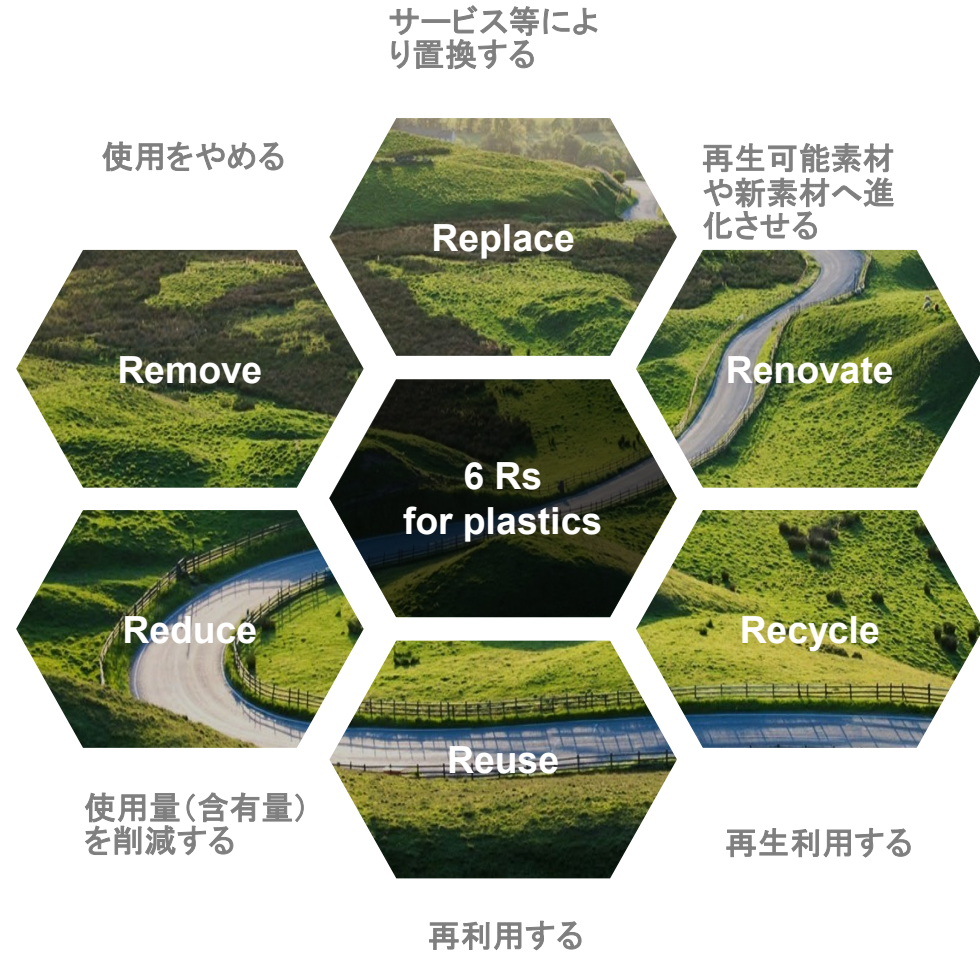 サービス等によ
り置換する
使用をやめる
再生可能素材
や新素材へ進
化させる
Replace
Remove
Renovate
6 Rs
for plastics
Reduce
Recycle
Reuse
使用量（含有量）
を削減する
再生利用する
再利用する